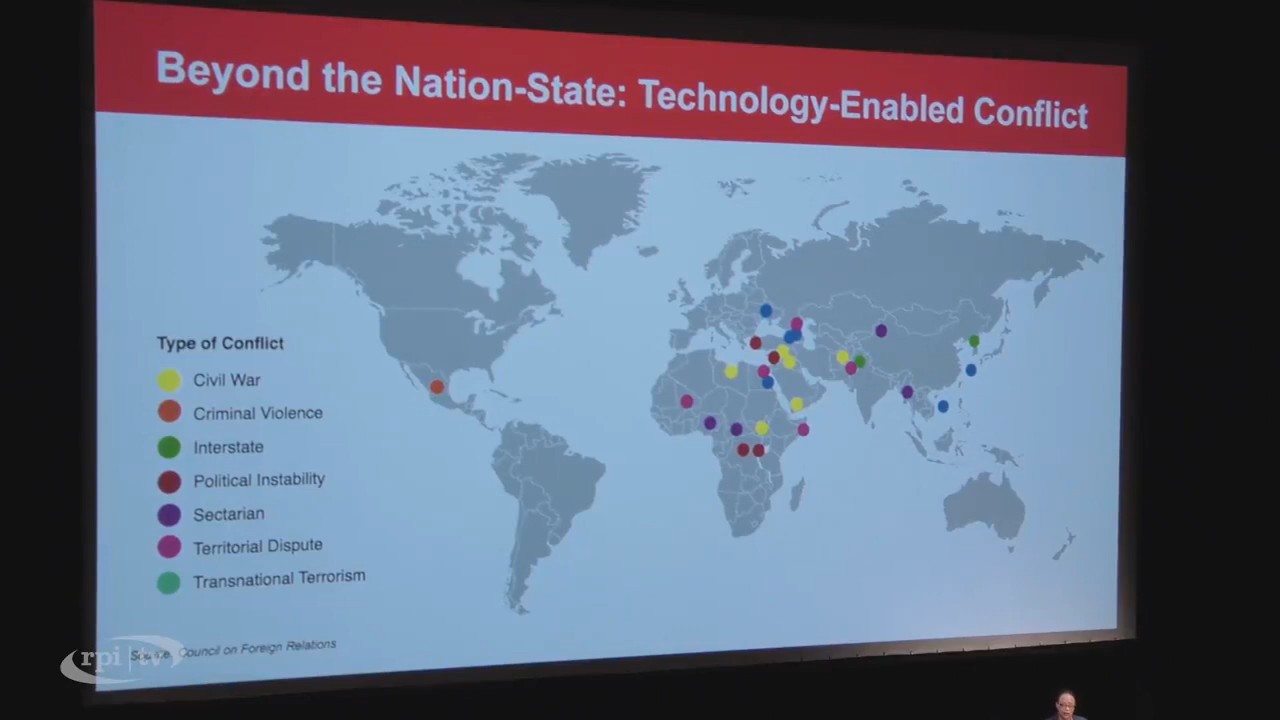 Beyond the Nation-State: Technology-Enabled Conflict
Type of Conflict
Civil War
Criminal Violence
Interstate
Political Instability
Sectarian
Territorial Dispute
Transnational Terrorism
Source: Council on Foreign Relations
rpi tv